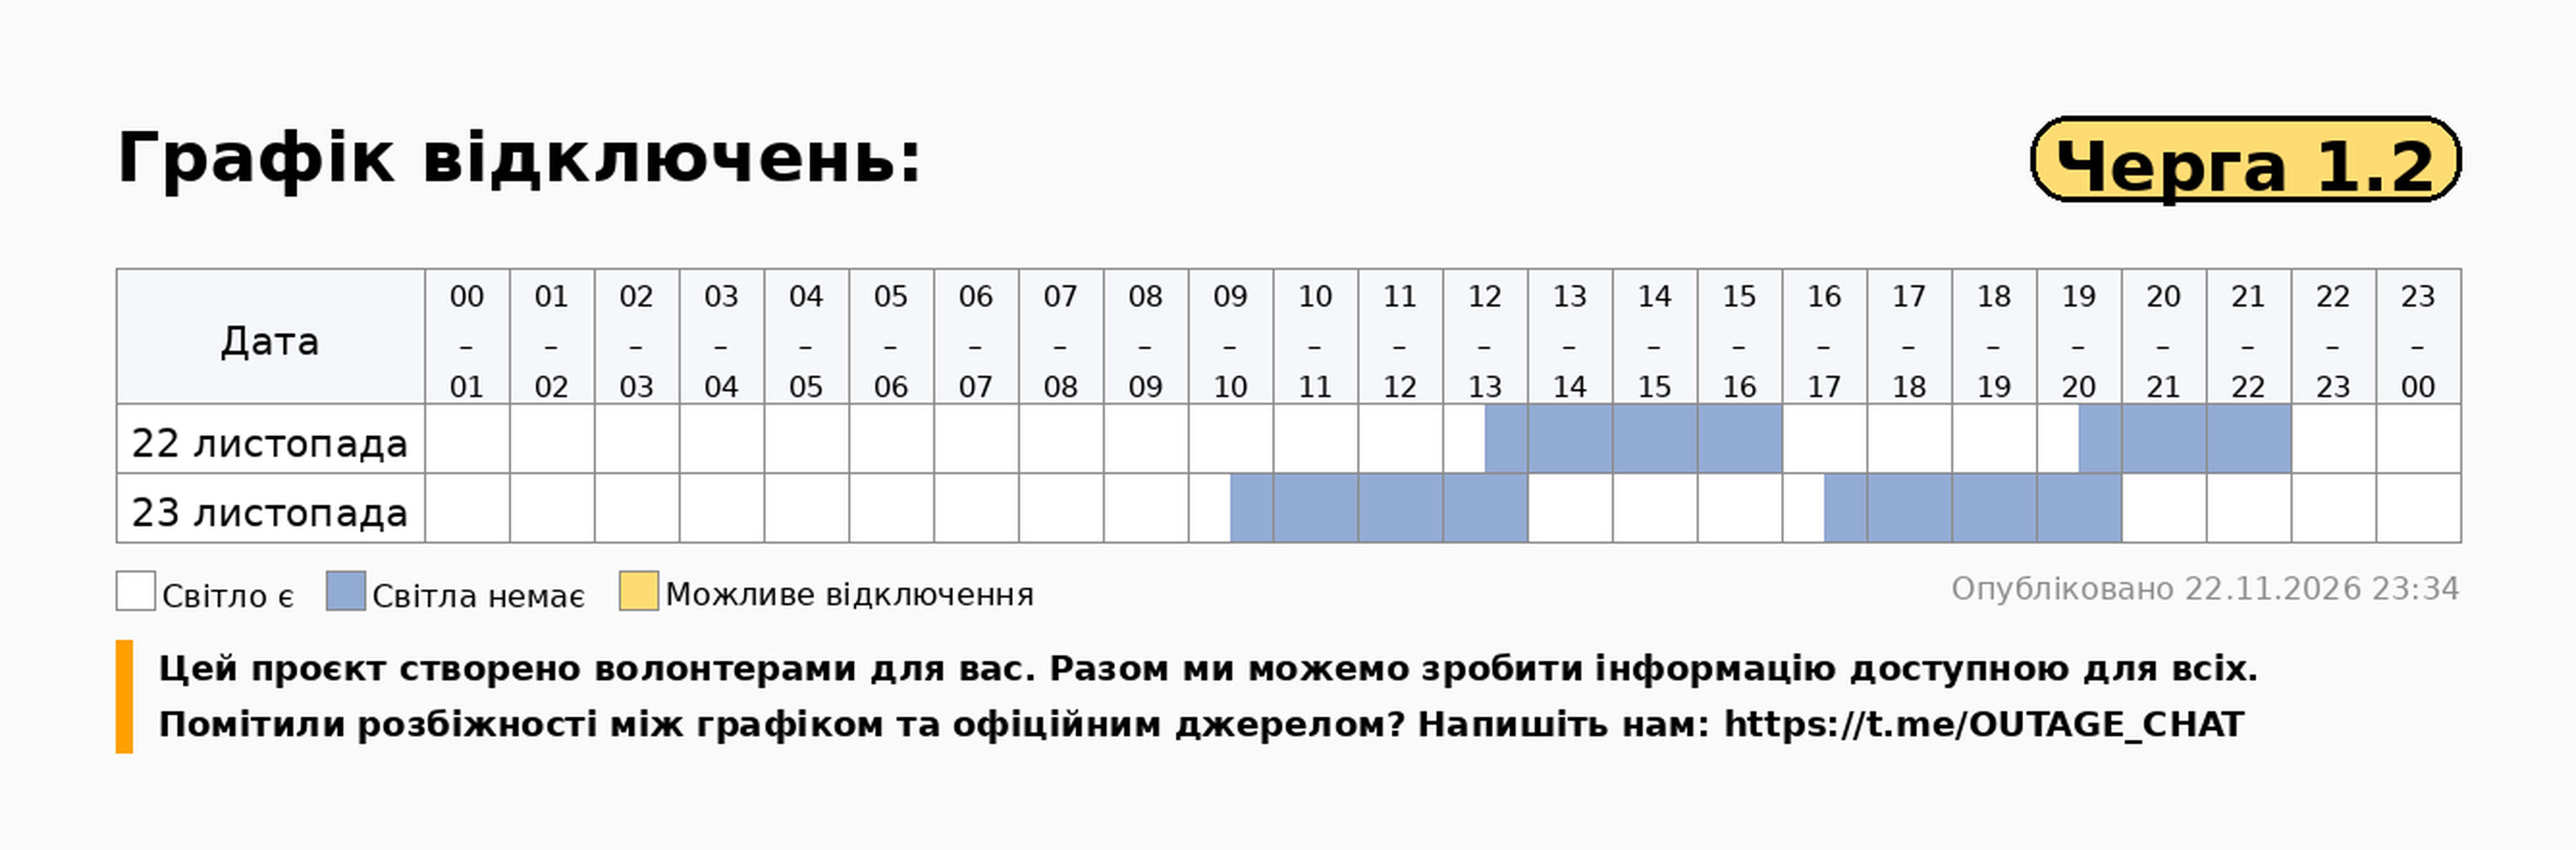 Графік відключень:
Черга 1.2
Дата
00 – 01
01 – 02
02 – 03
03 – 04
04 – 05
05 – 06
06 – 07
07 – 08
08 – 09
09 – 10
10 – 11
11 – 12
12 – 13
13 – 14
14 – 15
15 – 16
16 – 17
17 – 18
18 – 19
19 – 20
20 – 21
21 – 22
22 – 23
23 – 00
22 листопада
23 листопада
Світло є
Світла немає
Можливе відключення
Опубліковано 22.11.2026 23:34
Цей проєкт створено волонтерами для вас. Разом ми можемо зробити інформацію доступною для всіх.
Помітили розбіжності між графіком та офіційним джерелом? Напишіть нам: https://t.me/OUTAGE_CHAT